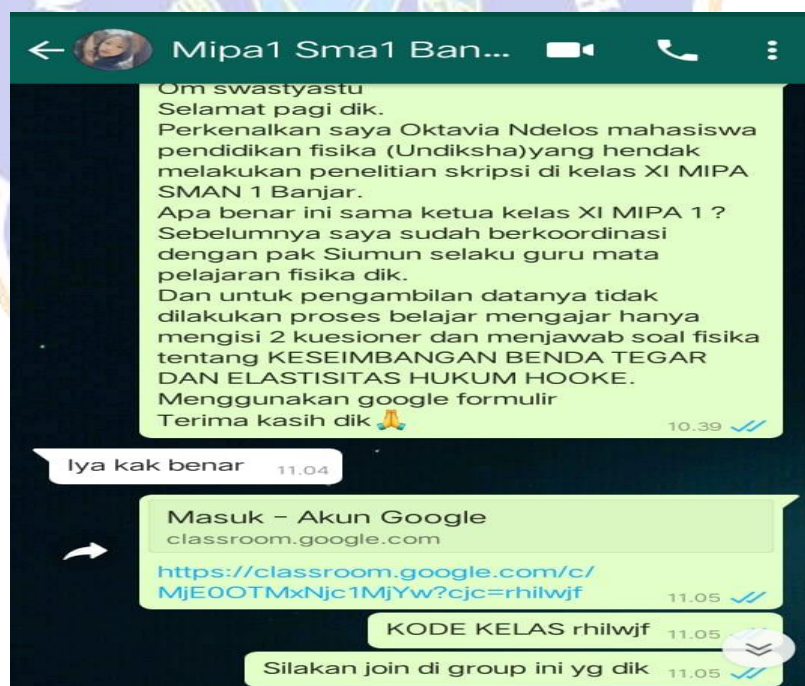 Mipa1 Sma1 Ban...
Om swastyastu
Selamat pagi dik.
Perkenalkan saya Oktavia Ndelos mahasiswa
pendidikan fisika (Undiksha)yang hendak
melakukan penelitian skripsi di kelas XI MIPA
SMAN 1 Banjar.
Apa benar ini sama ketua kelas XI MIPA 1 ?
Sebelumnya saya sudah berkoordinasi
dengan pak Siumun selaku guru mata
pelajaran fisika dik.
Dan untuk pengambilan datanya tidak
dilakukan proses belajar mengajar hanya
mengisi 2 kuesioner dan menjawab soal fisika
tentang KESEIMBANGAN BENDA TEGAR
DAN ELASTISITAS HUKUM HOOKE.
Menggunakan google formulir
Terima kasih dik 🙏 10.39
Iya kak benar 11.04
Masuk – Akun Google
classroom.google.com
https://classroom.google.com/c/
MjE0OTMxNjc1MjYw?cjc=rhilwjf 11.05
KODE KELAS rhilwjf 11.05
Silakan join di group ini yg dik 11.05